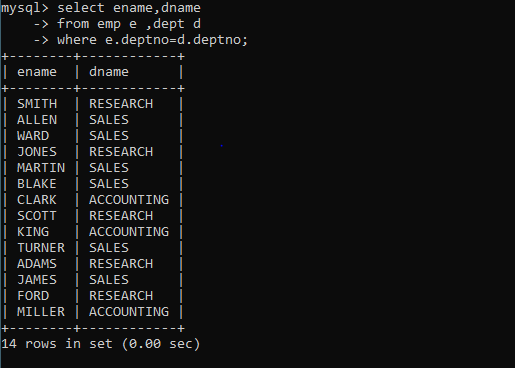 mysql> select ename,dname
    -> from emp e ,dept d
    -> where e.deptno=d.deptno;
+--------+------------+
| ename  | dname      |
+--------+------------+
| SMITH  | RESEARCH   |
| ALLEN  | SALES      |
| WARD   | SALES      |
| JONES  | RESEARCH   |
| MARTIN | SALES      |
| BLAKE  | SALES      |
| CLARK  | ACCOUNTING |
| SCOTT  | RESEARCH   |
| KING   | ACCOUNTING |
| TURNER | SALES      |
| ADAMS  | RESEARCH   |
| JAMES  | SALES      |
| FORD   | RESEARCH   |
| MILLER | ACCOUNTING |
+--------+------------+
14 rows in set (0.00 sec)